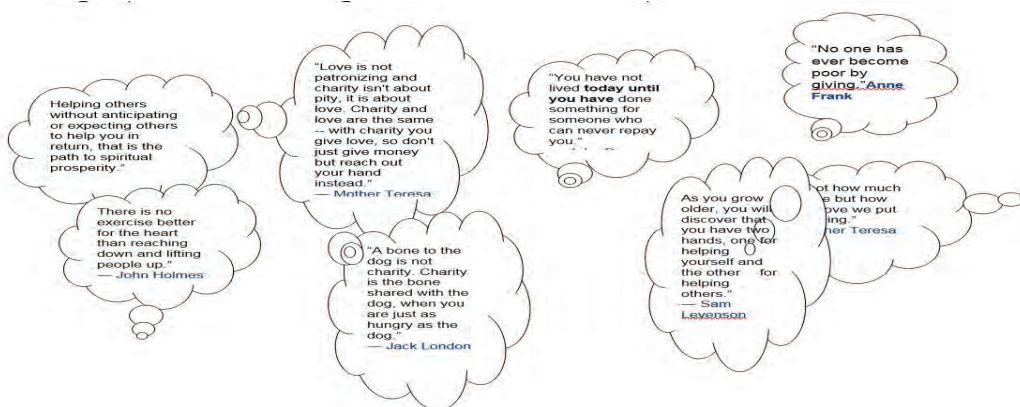 Helping others
without anticipating
or expecting others
to help you in
return, that is the
path to spiritual
prosperity."
"Love is not
patronizing and
charity isn't about
pity, it is about
love. Charity and
love are the same
-- with charity you
give love, so don't
just give money
but reach out
your hand
instead."
― Mother Teresa
"You have not
lived today until
you have done
something for
someone who
can never repay
you."
"No one has
ever become
poor by
giving."Anne
Frank
There is no
exercise better
for the heart
than reaching
down and lifting
people up."
― John Holmes
"A bone to the
dog is not
charity. Charity
is the bone
shared with the
dog, when you
are just as
hungry as the
dog."
― Jack London
As you grow
older, you will
discover that
you have two
hands, one for
helping
yourself and
the other for
helping
others."
― Sam
Levenson
how much
but how
we put
Teresa